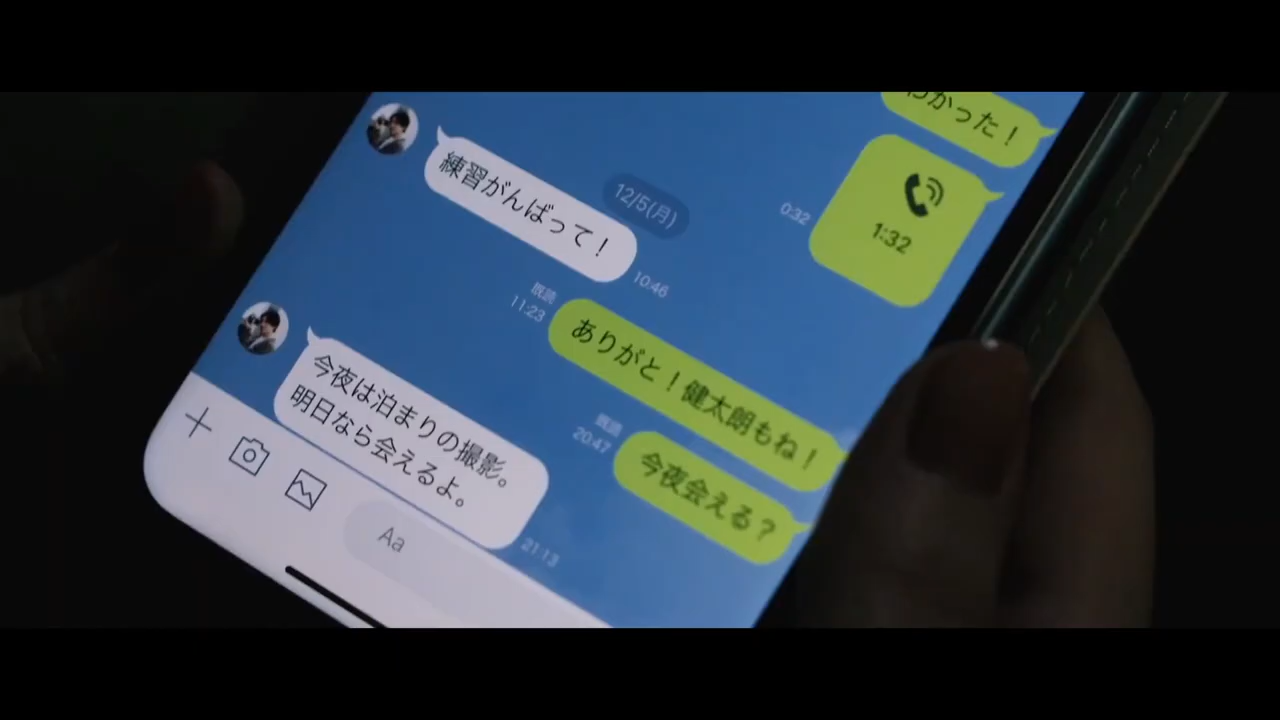 わかった！
1:32
0:32
12/5(月)
練習がんばって！
10:46
既読
11:23
ありがと！健太朗もね！
既読
20:47
今夜会える？
今夜は泊まりの撮影。
明日なら会えるよ。
21:13
Aa